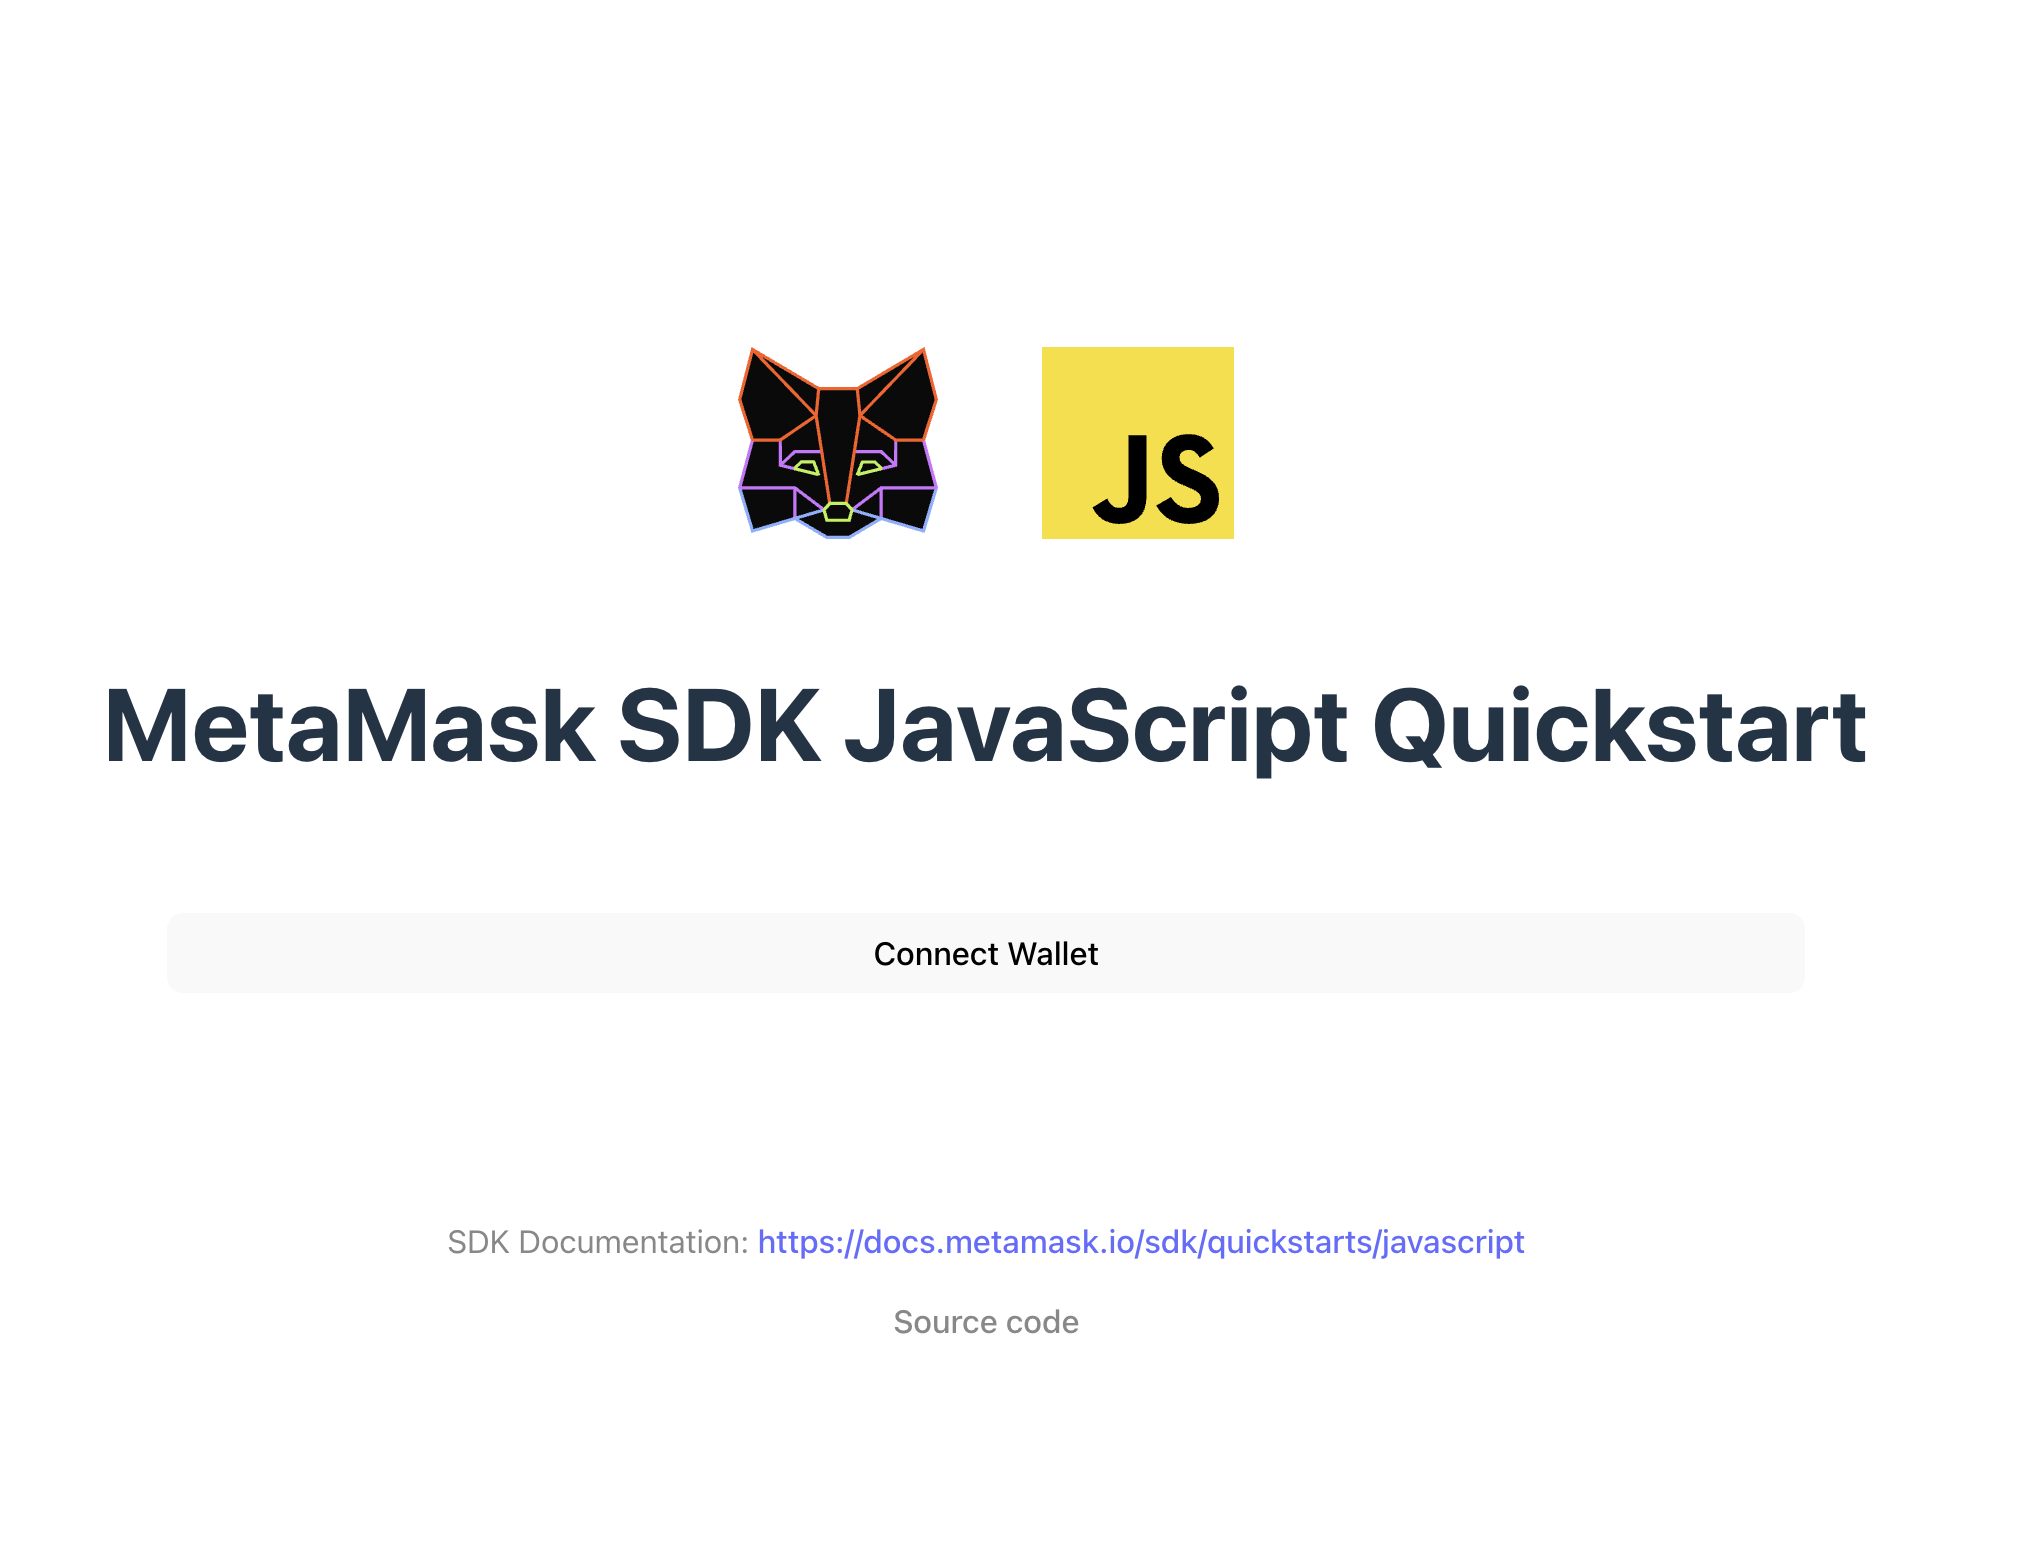 JS
MetaMask SDK JavaScript Quickstart
Connect Wallet
SDK Documentation: https://docs.metamask.io/sdk/quickstarts/javascript
Source code